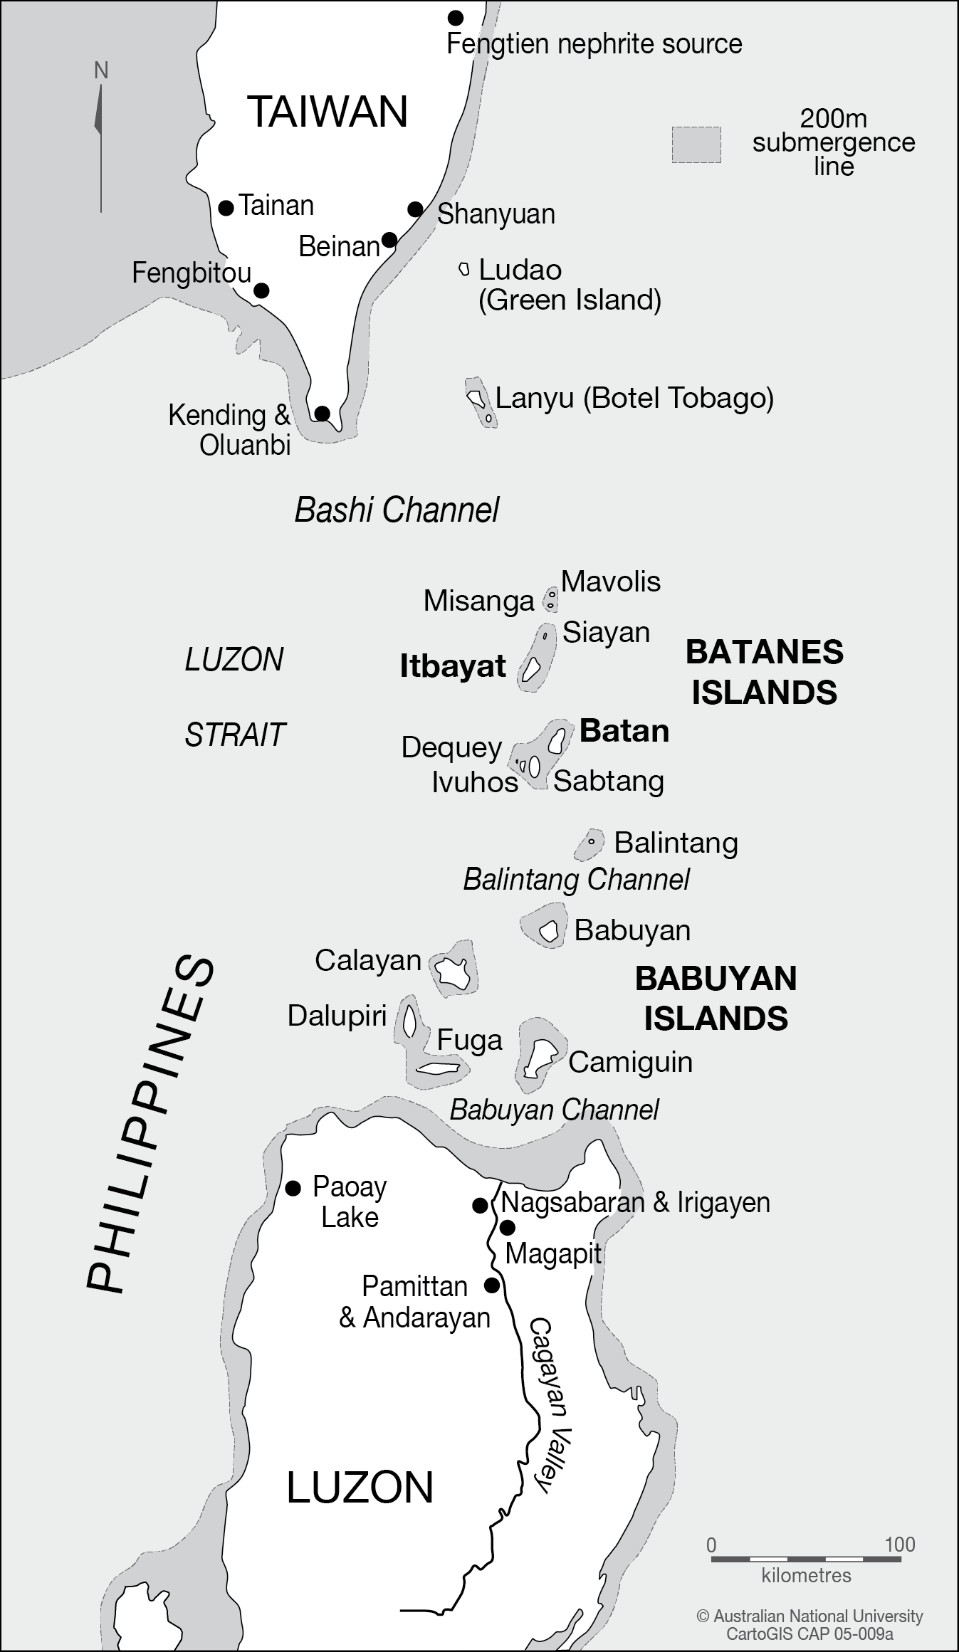 Fengtien nephrite source
N
TAIWAN
200m
submergence
line
Tainan
Shanyuan
Beinan
Fengbitou
Ludao
(Green Island)
Lanyu (Botel Tobago)
Kending &
Oluanbi
Bashi Channel
Mavolis
Misanga
Siayan
BATANES
ISLANDS
LUZON
STRAIT
Itbayat
Batan
Dequey
Ivuhos
Sabtang
Balintang
Balintang Channel
Babuyan
Calayan
BABUYAN
ISLANDS
Dalupiri
Fuga
Camiguin
Babuyan Channel
PHILIPPINES
Paoay
Lake
Nagsabaran & Irigayen
Magapit
Pamittan
& Andarayan
Cagayan Valley
LUZON
0 100
kilometres
© Australian National University
CartoGIS CAP 05-009a